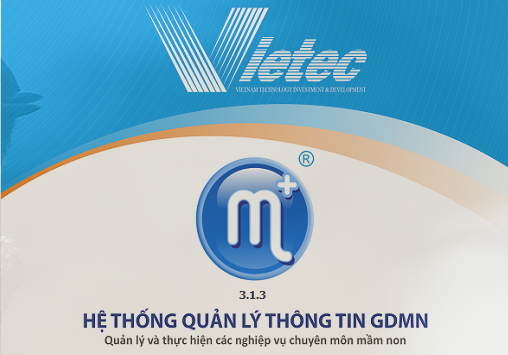 Vietec
VIETNAM TECHNOLOGY INVESTMENT & DEVELOPMENT
®
m+
3.1.3
HỆ THỐNG QUẢN LÝ THÔNG TIN GDMN
Quản lý và thực hiện các nghiệp vụ chuyên môn mầm non